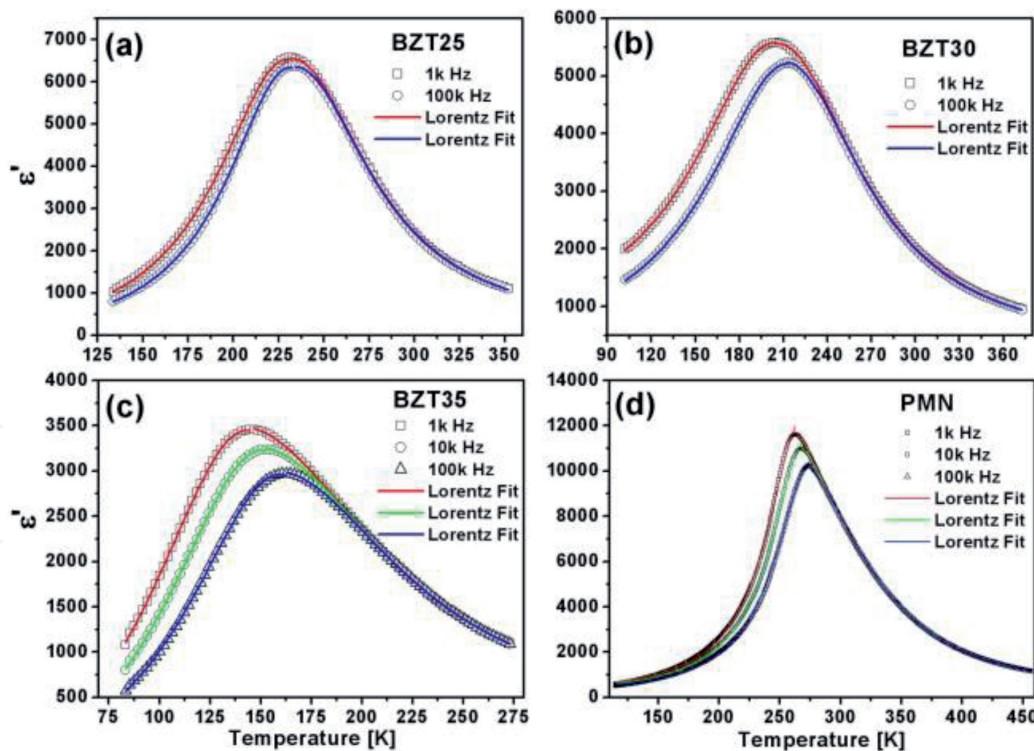 (a)
BZT25
1k Hz
100k Hz
Lorentz Fit
Lorentz Fit
ε'
7000
6000
5000
4000
3000
2000
1000
0
125 150 175 200 225 250 275 300 325 350
(b)
BZT30
1k Hz
100k Hz
Lorentz Fit
Lorentz Fit
6000
5000
4000
3000
2000
1000
90 120 150 180 210 240 270 300 330 360
(c)
BZT35
1k Hz
10k Hz
100k Hz
Lorentz Fit
Lorentz Fit
Lorentz Fit
ε'
4000
3500
3000
2500
2000
1500
1000
500
75 100 125 150 175 200 225 250 275
Temperature [K]
(d)
PMN
1k Hz
10k Hz
100k Hz
Lorentz Fit
Lorentz Fit
Lorentz Fit
14000
12000
10000
8000
6000
4000
2000
0
150 200 250 300 350 400 450
Temperature [K]